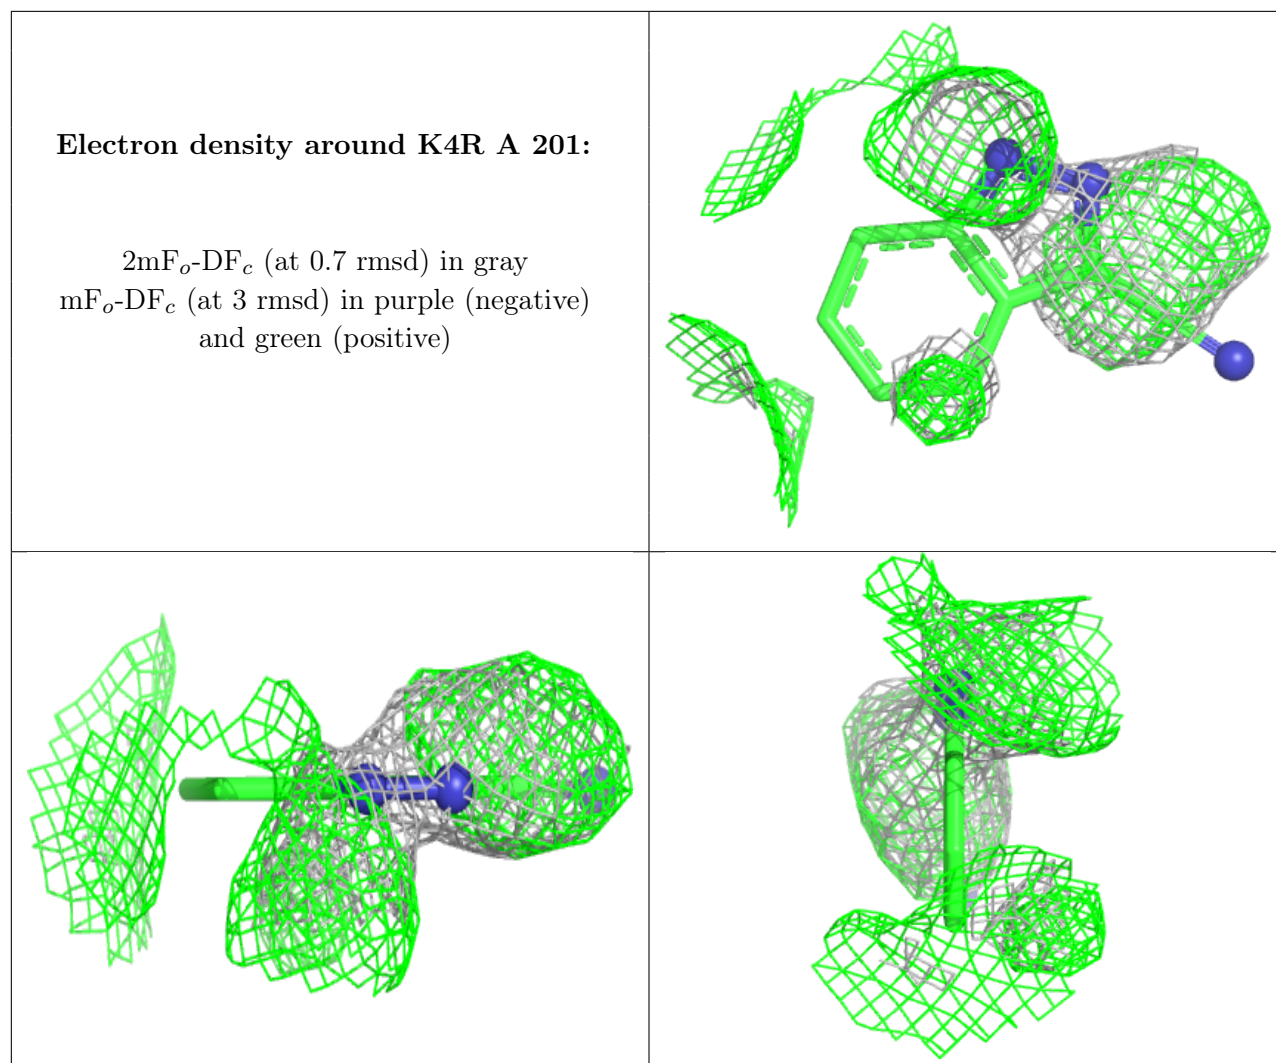 Electron density around K4R A 201:
2mFₒ-DF𝒸 (at 0.7 rmsd) in gray
mFₒ-DF𝒸 (at 3 rmsd) in purple (negative)
and green (positive)